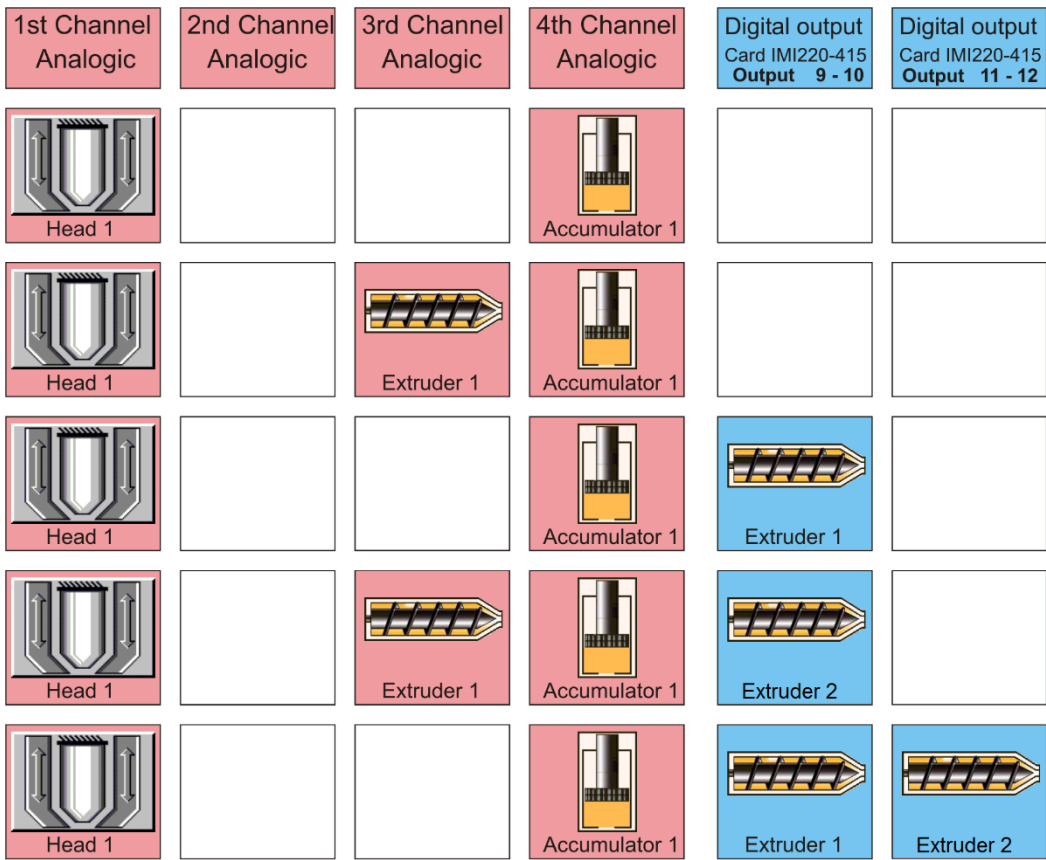 1st Channel
Analogic
2nd Channel
Analogic
3rd Channel
Analogic
4th Channel
Analogic
Digital output
Card IMI220-415
Output 9 - 10
Digital output
Card IMI220-415
Output 11 - 12
Head 1
Accumulator 1
Head 1
Extruder 1
Accumulator 1
Head 1
Accumulator 1
Extruder 1
Head 1
Extruder 1
Accumulator 1
Extruder 2
Head 1
Accumulator 1
Extruder 1
Extruder 2